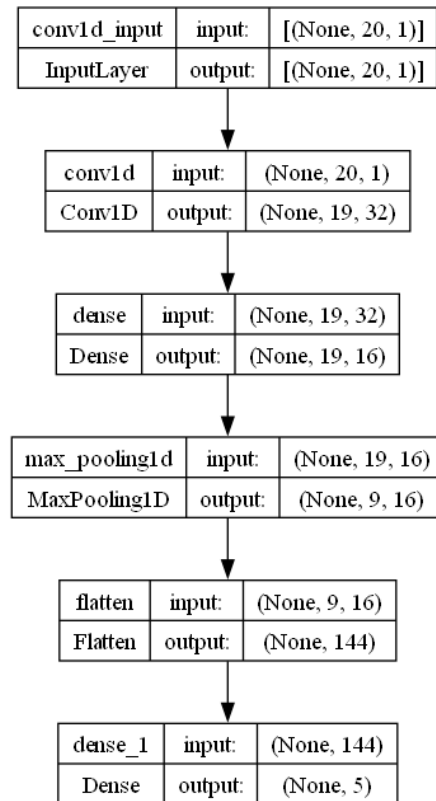 conv1d_input input: [(None, 20, 1)]
InputLayer output: [(None, 20, 1)]
conv1d input: (None, 20, 1)
Conv1D output: (None, 19, 32)
dense input: (None, 19, 32)
Dense output: (None, 19, 16)
max_pooling1d input: (None, 19, 16)
MaxPooling1D output: (None, 9, 16)
flatten input: (None, 9, 16)
Flatten output: (None, 144)
dense_1 input: (None, 144)
Dense output: (None, 5)